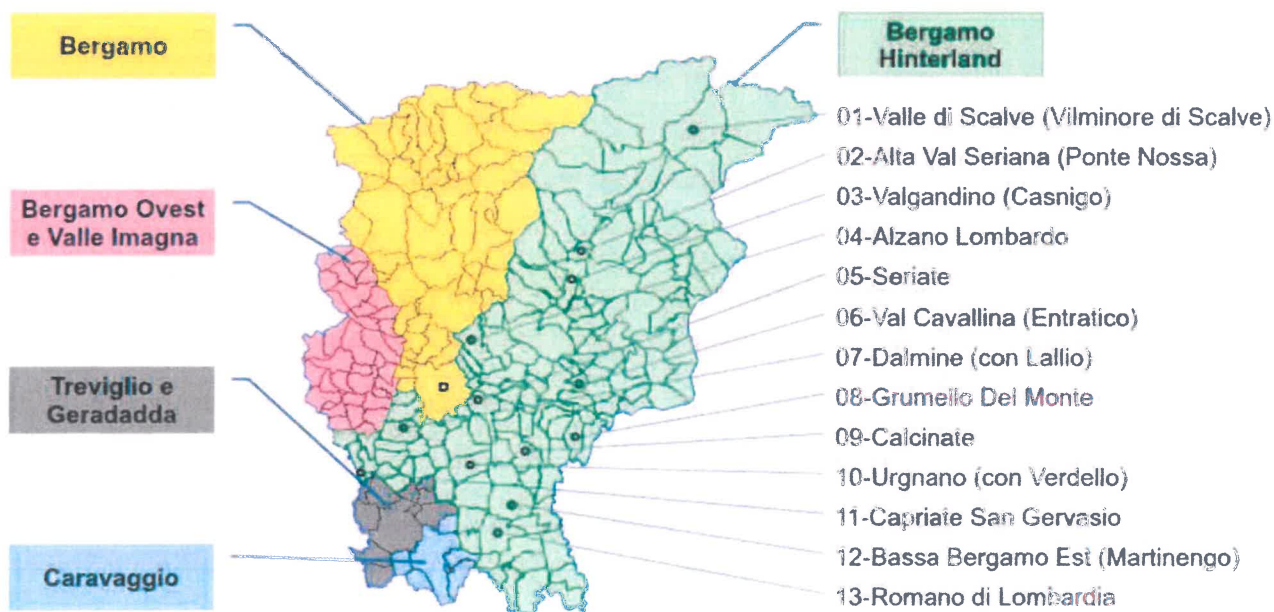 Bergamo
Bergamo Ovest
e Valle Imagna
Treviglio e
Geradadda
Caravaggio
Bergamo
Hinterland
01-Valle di Scalve (Vilminore di Scalve)
02-Alta Val Seriana (Ponte Nossa)
03-Valgandino (Casnigo)
04-Alzano Lombardo
05-Seriate
06-Val Cavallina (Entratico)
07-Dalmine (con Lallio)
08-Grumello Del Monte
09-Calcinate
10-Urgnano (con Verdello)
11-Capriate San Gervasio
12-Bassa Bergamo Est (Martinengo)
13-Romano di Lombardia